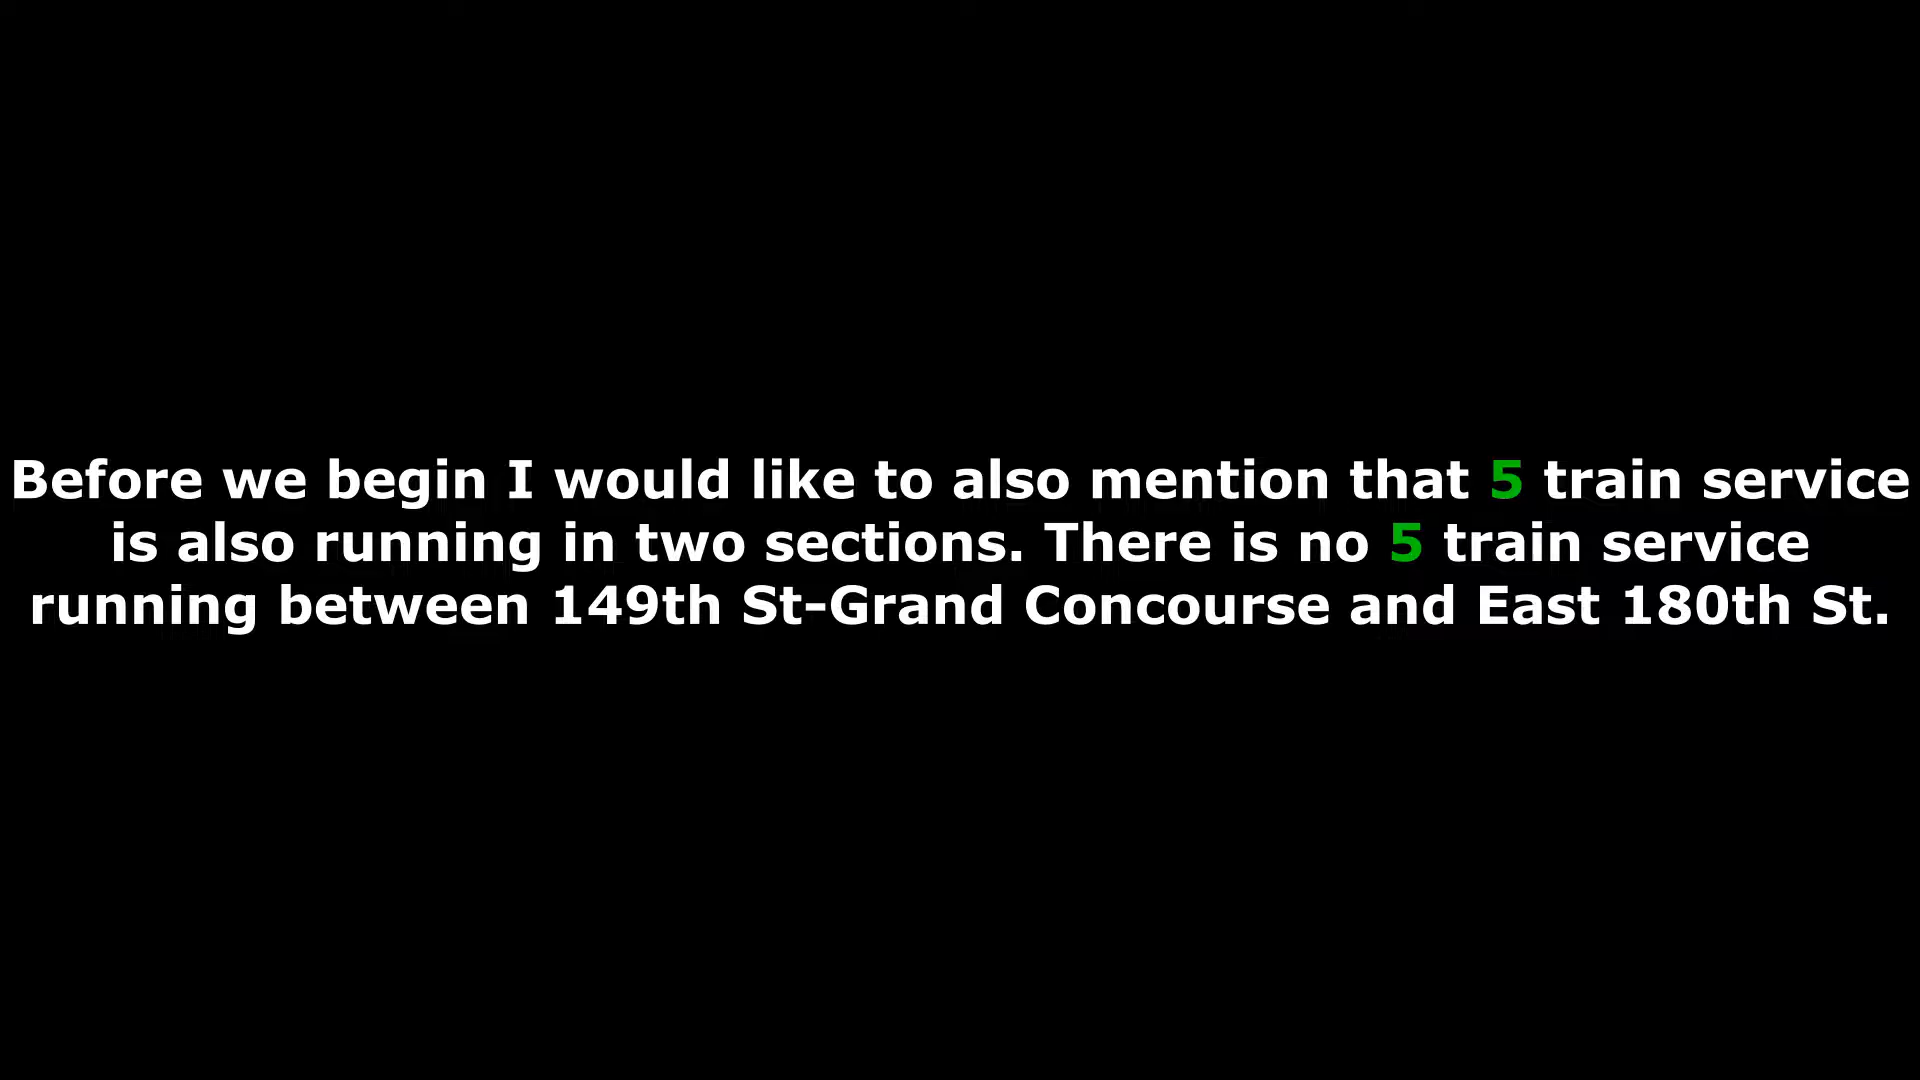 Before we begin I would like to also mention that 5 train service
is also running in two sections. There is no 5 train service
running between 149th St-Grand Concourse and East 180th St.